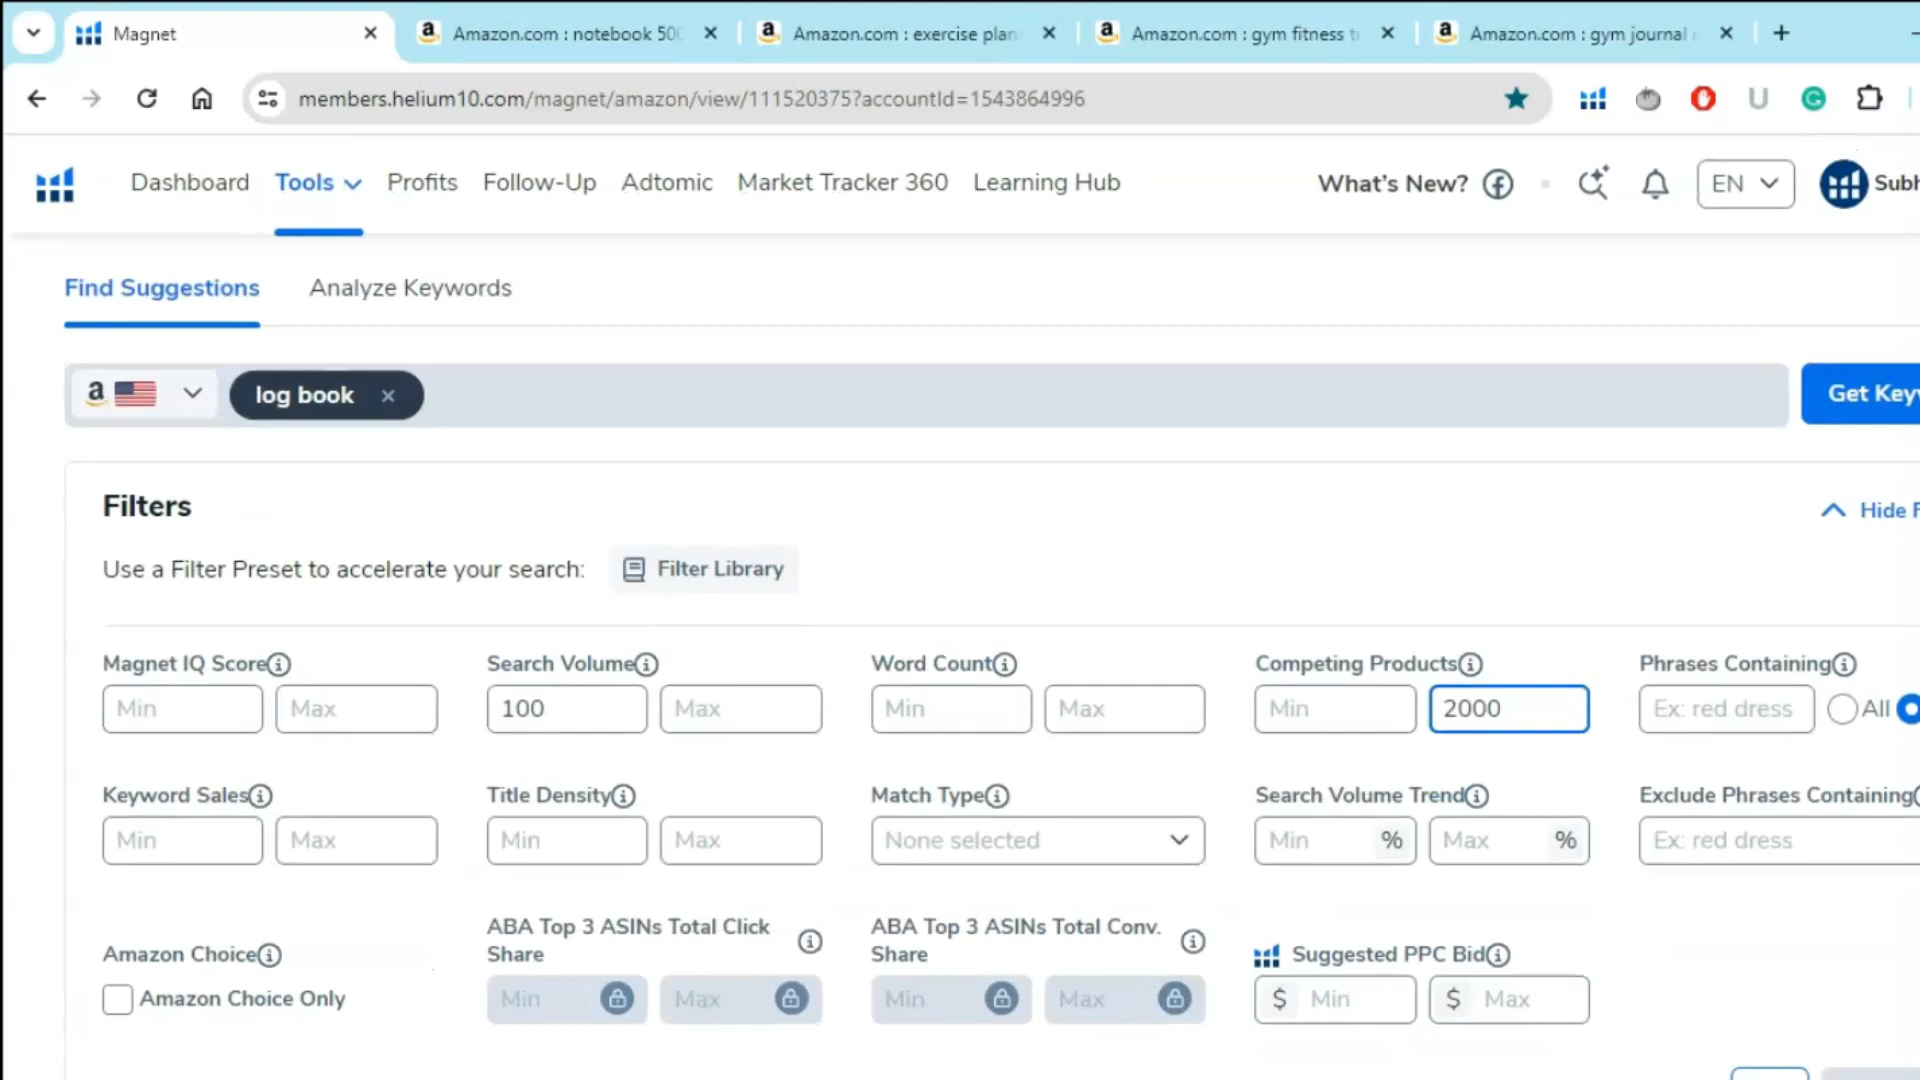 Magnet
Amazon.com : notebook 500
Amazon.com : exercise plan
Amazon.com : gym fitness t
Amazon.com : gym journal
members.helium10.com/magnet/amazon/view/111520375?accountId=1543864996
Dashboard Tools Profits Follow-Up Adtomic Market Tracker 360 Learning Hub What's New? EN Subh
Find Suggestions Analyze Keywords
log book Get Keyw
Filters
Hide F
Use a Filter Preset to accelerate your search: Filter Library
Magnet IQ Score Search Volume Word Count Competing Products Phrases Containing
Min Max 100 Max Min Max Min 2000 Ex: red dress All
Keyword Sales Title Density Match Type Search Volume Trend Exclude Phrases Containing
Min Max Min Max None selected Min % Max % Ex: red dress
Amazon Choice ABA Top 3 ASINs Total Click Share ABA Top 3 ASINs Total Conv. Share Suggested PPC Bid
Amazon Choice Only Min Max Min Max $ Min $ Max